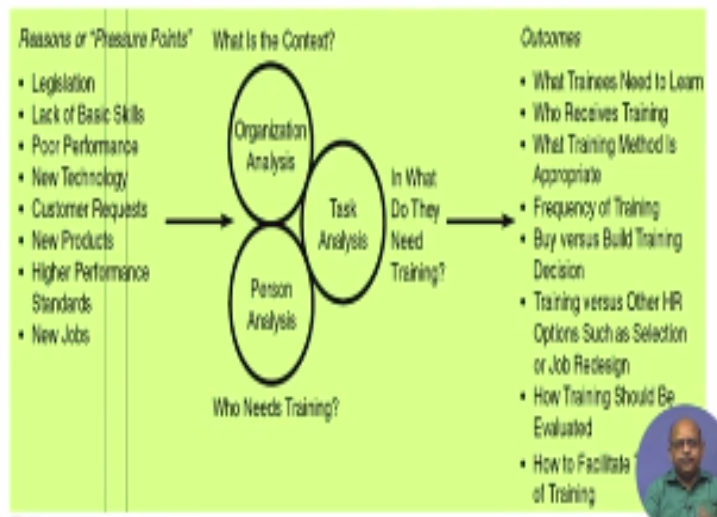 Reasons or "Pressure Points"
• Legislation
• Lack of Basic Skills
• Poor Performance
• New Technology
• Customer Requests
• New Products
• Higher Performance
Standards
• New Jobs
What Is the Context?
Organization
Analysis
Task
Analysis
Person
Analysis
In What
Do They
Need
Training?
Who Needs Training?
Outcomes
• What Trainees Need to Learn
• Who Receives Training
• What Training Method Is
Appropriate
• Frequency of Training
• Buy versus Build Training
Decision
• Training versus Other HR
Options Such as Selection
or Job Redesign
• How Training Should Be
Evaluated
• How to Facilitate
of Training